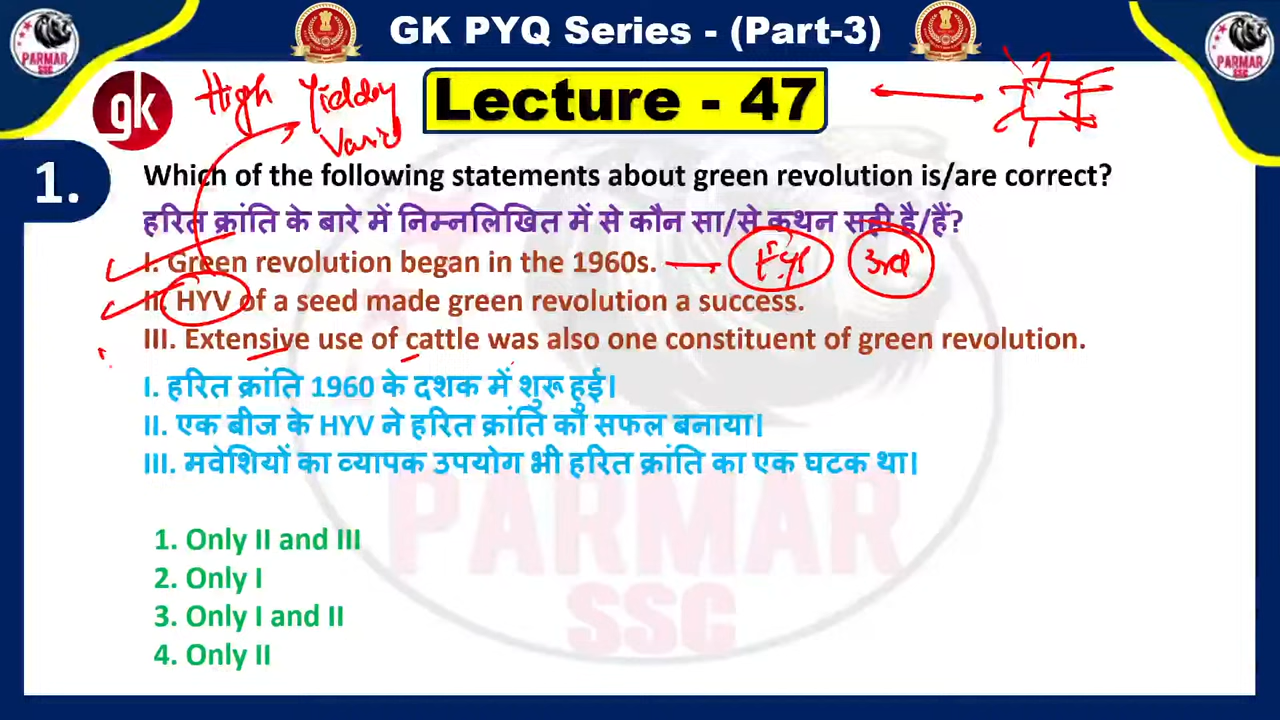 GK PYQ Series - (Part-3)
PARMAR
SSC
PARMAR
SSC
gk
High Yielding
Lecture - 47
1.
Which of the following statements about green revolution is/are correct?
हरित क्रांति के बारे में निम्नलिखित में से कौन सा/से कथन सही है/हैं?
I. Green revolution began in the 1960s.
3rd
II. HYV of a seed made green revolution a success.
III. Extensive use of cattle was also one constituent of green revolution.
I. हरित क्रांति 1960 के दशक में शुरू हुई।
II. एक बीज के HYV ने हरित क्रांति को सफल बनाया।
III. मवेशियों का व्यापक उपयोग भी हरित क्रांति का एक घटक था।
PARMAR
SSC
1. Only II and III
2. Only I
3. Only I and II
4. Only II